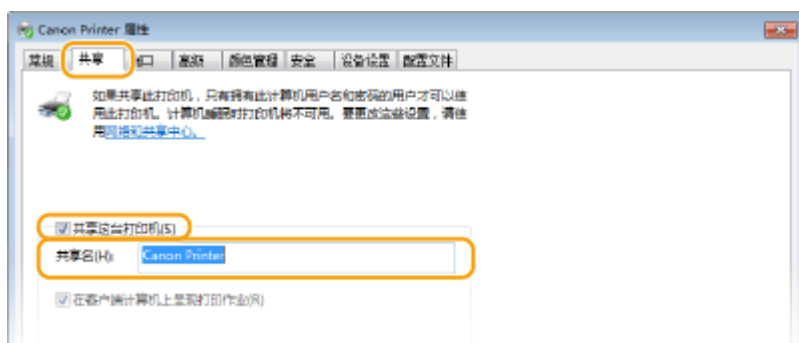 Canon Printer 属性
常规 共享 端口 高级 颜色管理 安全 设备设置 配置文件
如果共享此打印机，只有拥有此计算机用户名和密码的用户才可以使
用此打印机。计算机睡眠时打印机将不可用。要更改这些设置，请使
用网络和共享中心。
共享这台打印机(S)
共享名(H): Canon Printer
在客户端计算机上呈现打印作业(R)